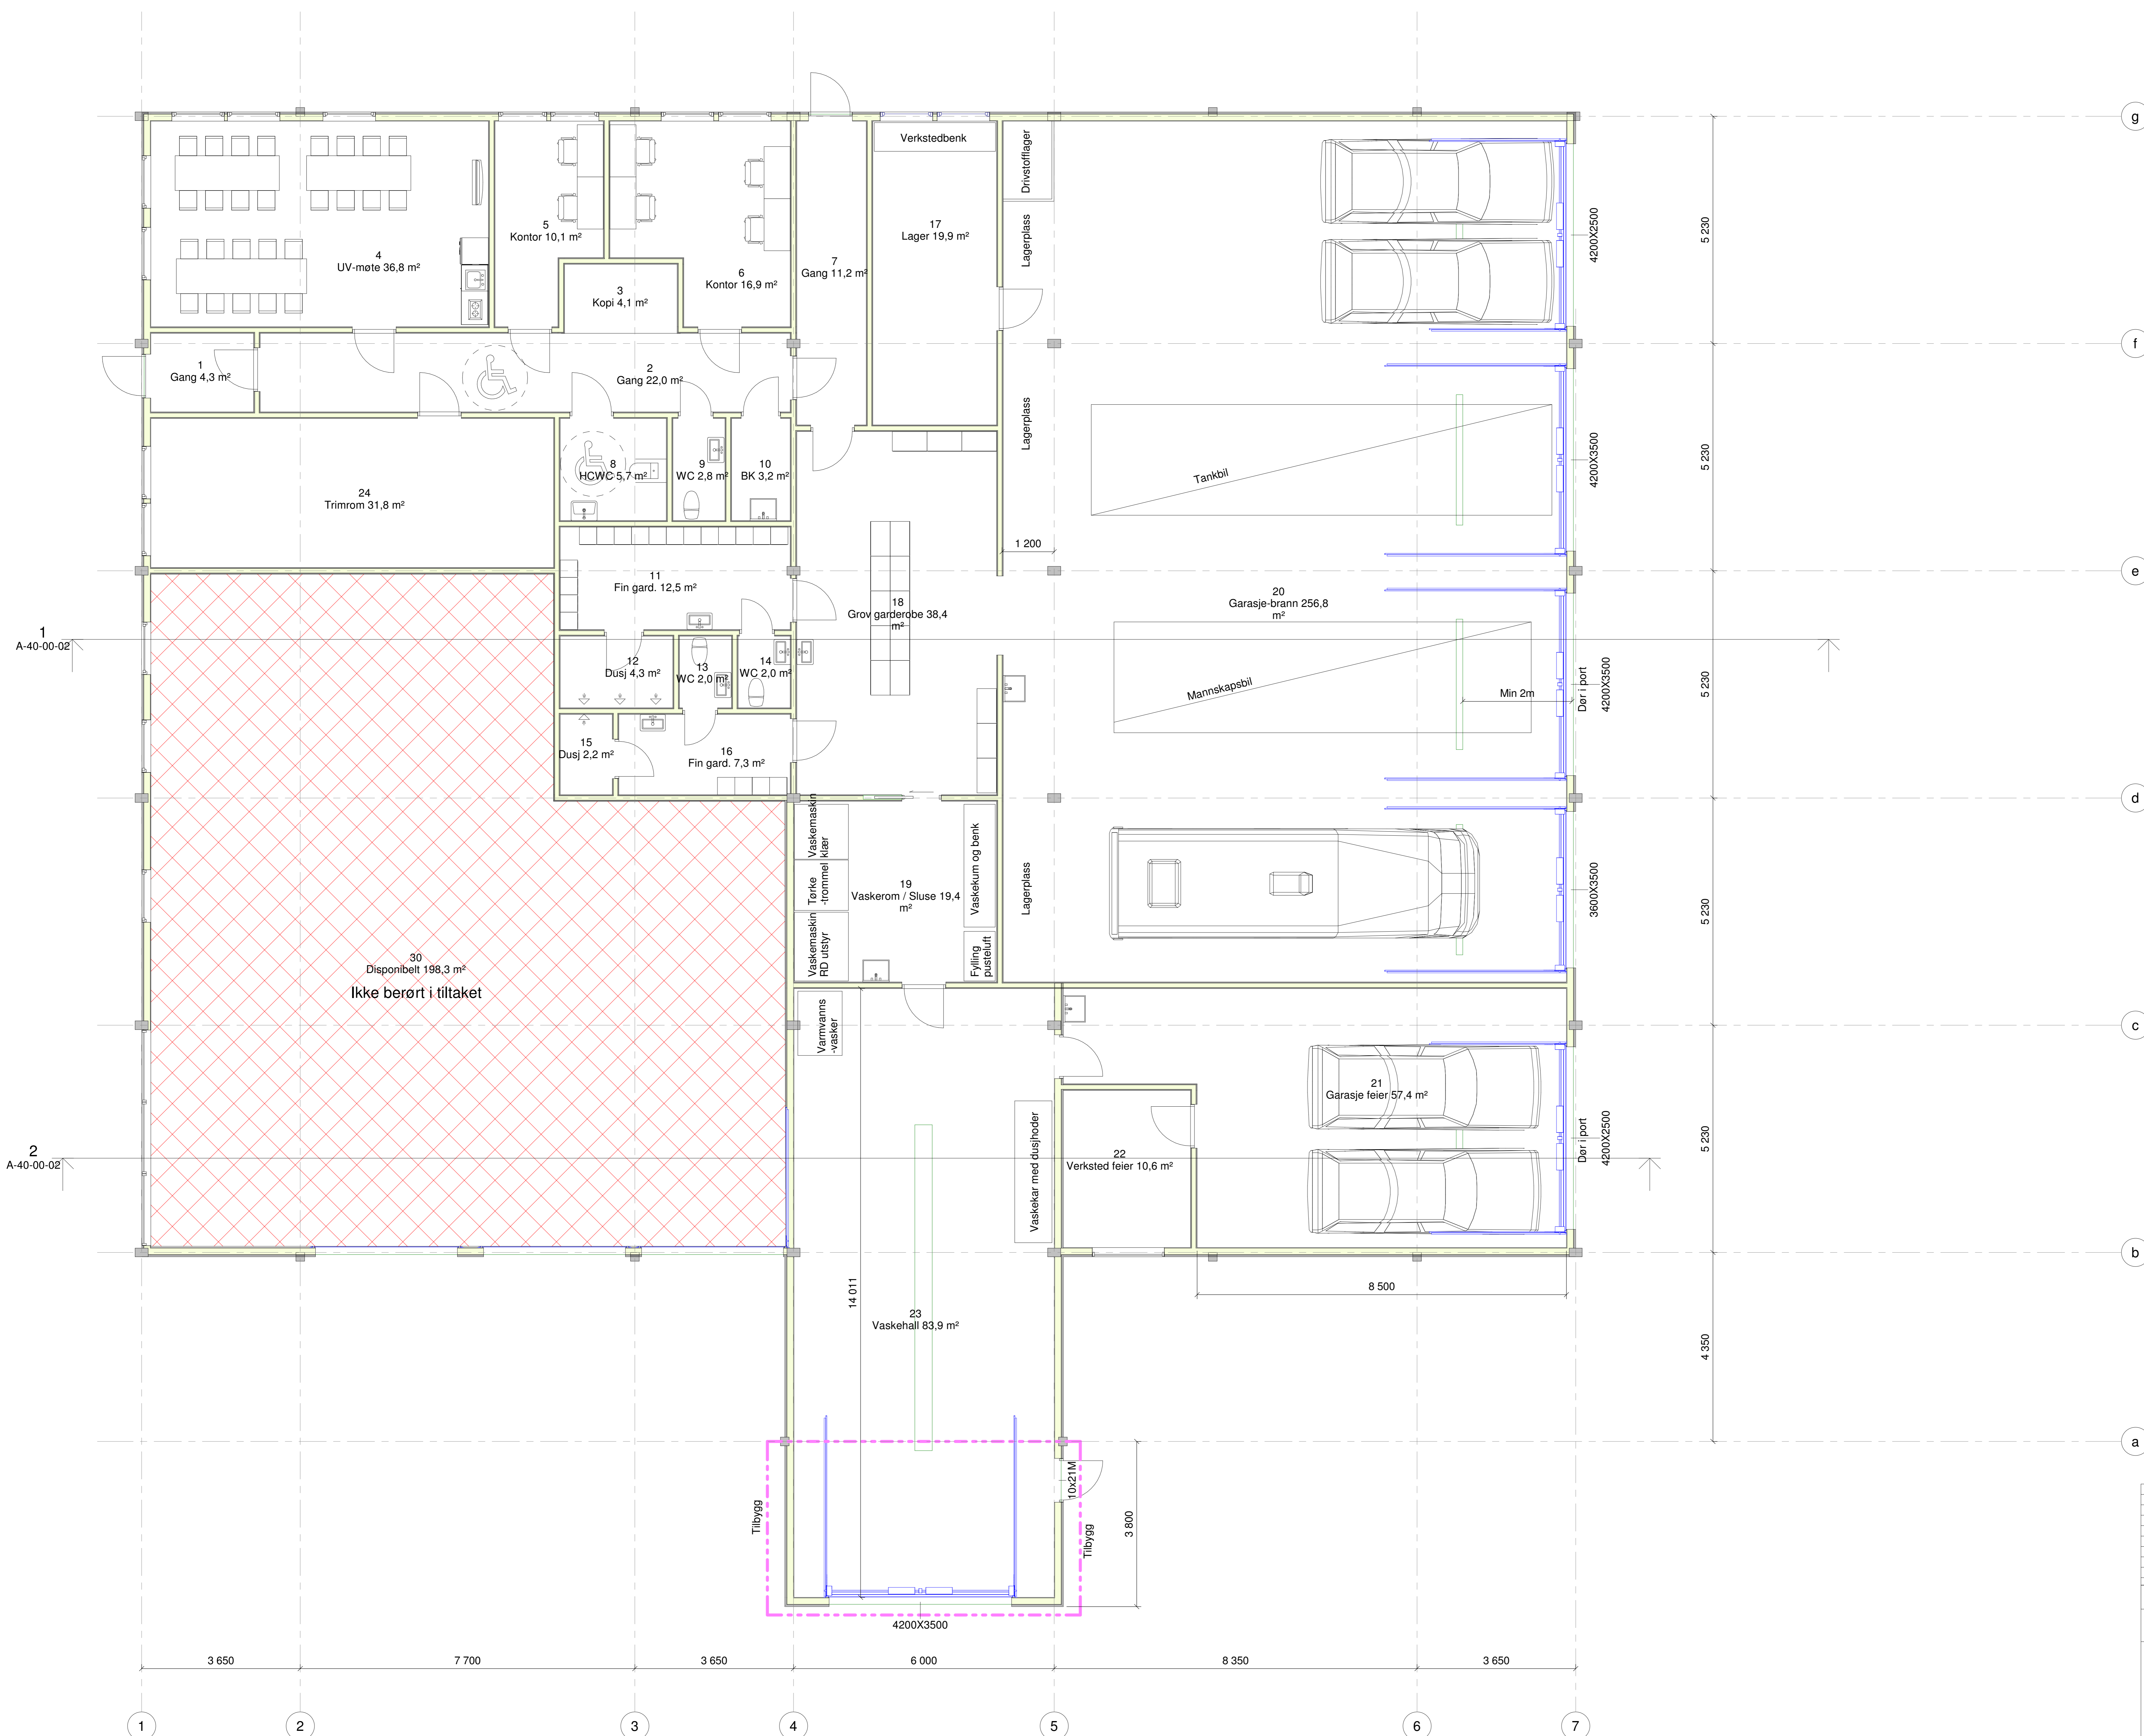 g
Verkstedbenk
Drivstofflager
17
Lager 19,9 m²
Lagerplass
4200X2500
5 230
5
Kontor 10,1 m²
4
UV-møte 36,8 m²
6
Kontor 16,9 m²
7
Gang 11,2 m²
3
Kopi 4,1 m²
f
1
Gang 4,3 m²
2
Gang 22,0 m²
Lagerplass
4200X3500
5 230
8
HCWC 5,7 m²
9
WC 2,8 m²
10
BK 3,2 m²
Tankbil
24
Trimrom 31,8 m²
1 200
e
11
Fin gard. 12,5 m²
18
Grov garderobe 38,4
m²
20
Garasje-brann 256,8
m²
1
A-40-00-02
12
Dusj 4,3 m²
13
WC 2,0 m²
14
WC 2,0 m²
Mannskapsbil
Min 2m
Dør i port
4200X3500
5 230
15
Dusj 2,2 m²
16
Fin gard. 7,3 m²
d
Vaskemaskin
klær
Tørke
-trommel
Vaskemaskin
RD utstyr
19
Vaskerom / Sluse 19,4
m²
Vaskekum og benk
Fylling
pusteluft
Lagerplass
3600X3500
5 230
30
Disponibelt 198,3 m²
Ikke berørt i tiltaket
Varmvanns
-vasker
c
21
Garasje feier 57,4 m²
Vaskekar med dusjhoder
22
Verksted feier 10,6 m²
Dør i port
4200X2500
5 230
2
A-40-00-02
b
8 500
14 011
23
Vaskehall 83,9 m²
4 350
a
10x21M
Tilbygg
Tilbygg
3 800
4200X3500
3 650
7 700
3 650
6 000
8 350
3 650
1
2
3
4
5
6
7